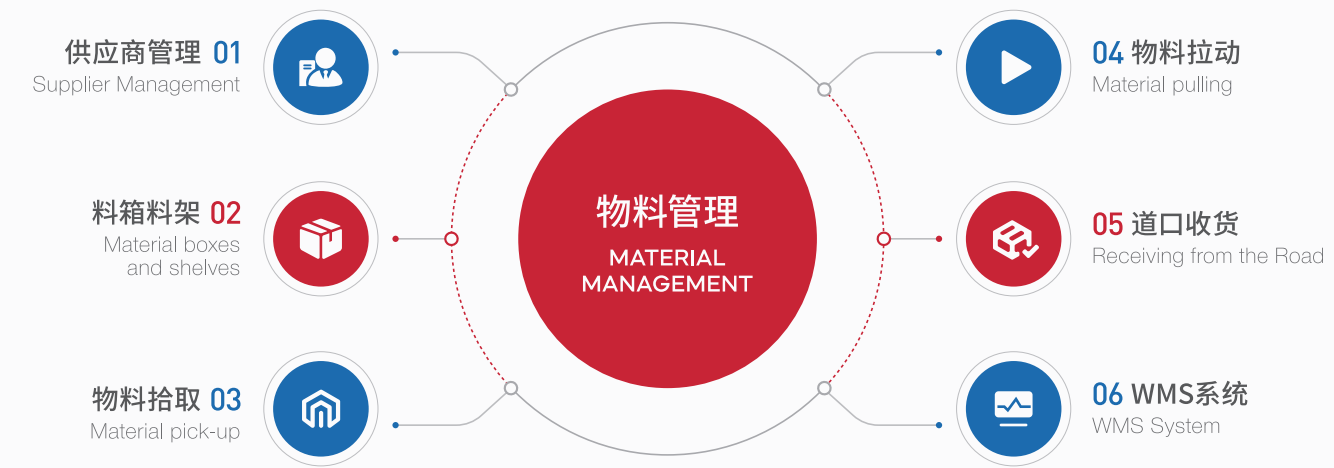 供应商管理 01
Supplier Management
料箱料架 02
Material boxes
and shelves
物料拾取 03
Material pick-up
物料管理
MATERIAL
MANAGEMENT
04 物料拉动
Material pulling
05 道口收货
Receiving from the Road
06 WMS系统
WMS System